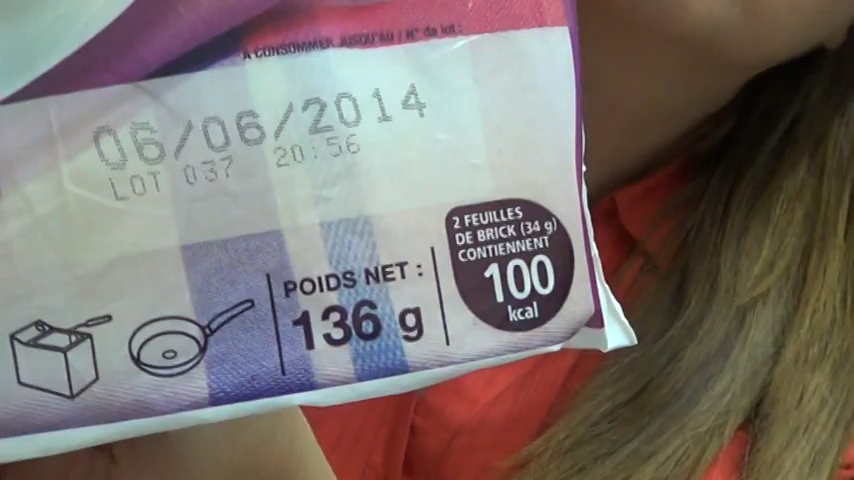 A CONSOMMER JUSQU'AU / N° de lot :
06/06/2014
LOT 037 20:56
2 FEUILLES
DE BRICK (34 g)
CONTIENNENT
100
kcal
POIDS NET :
136 g